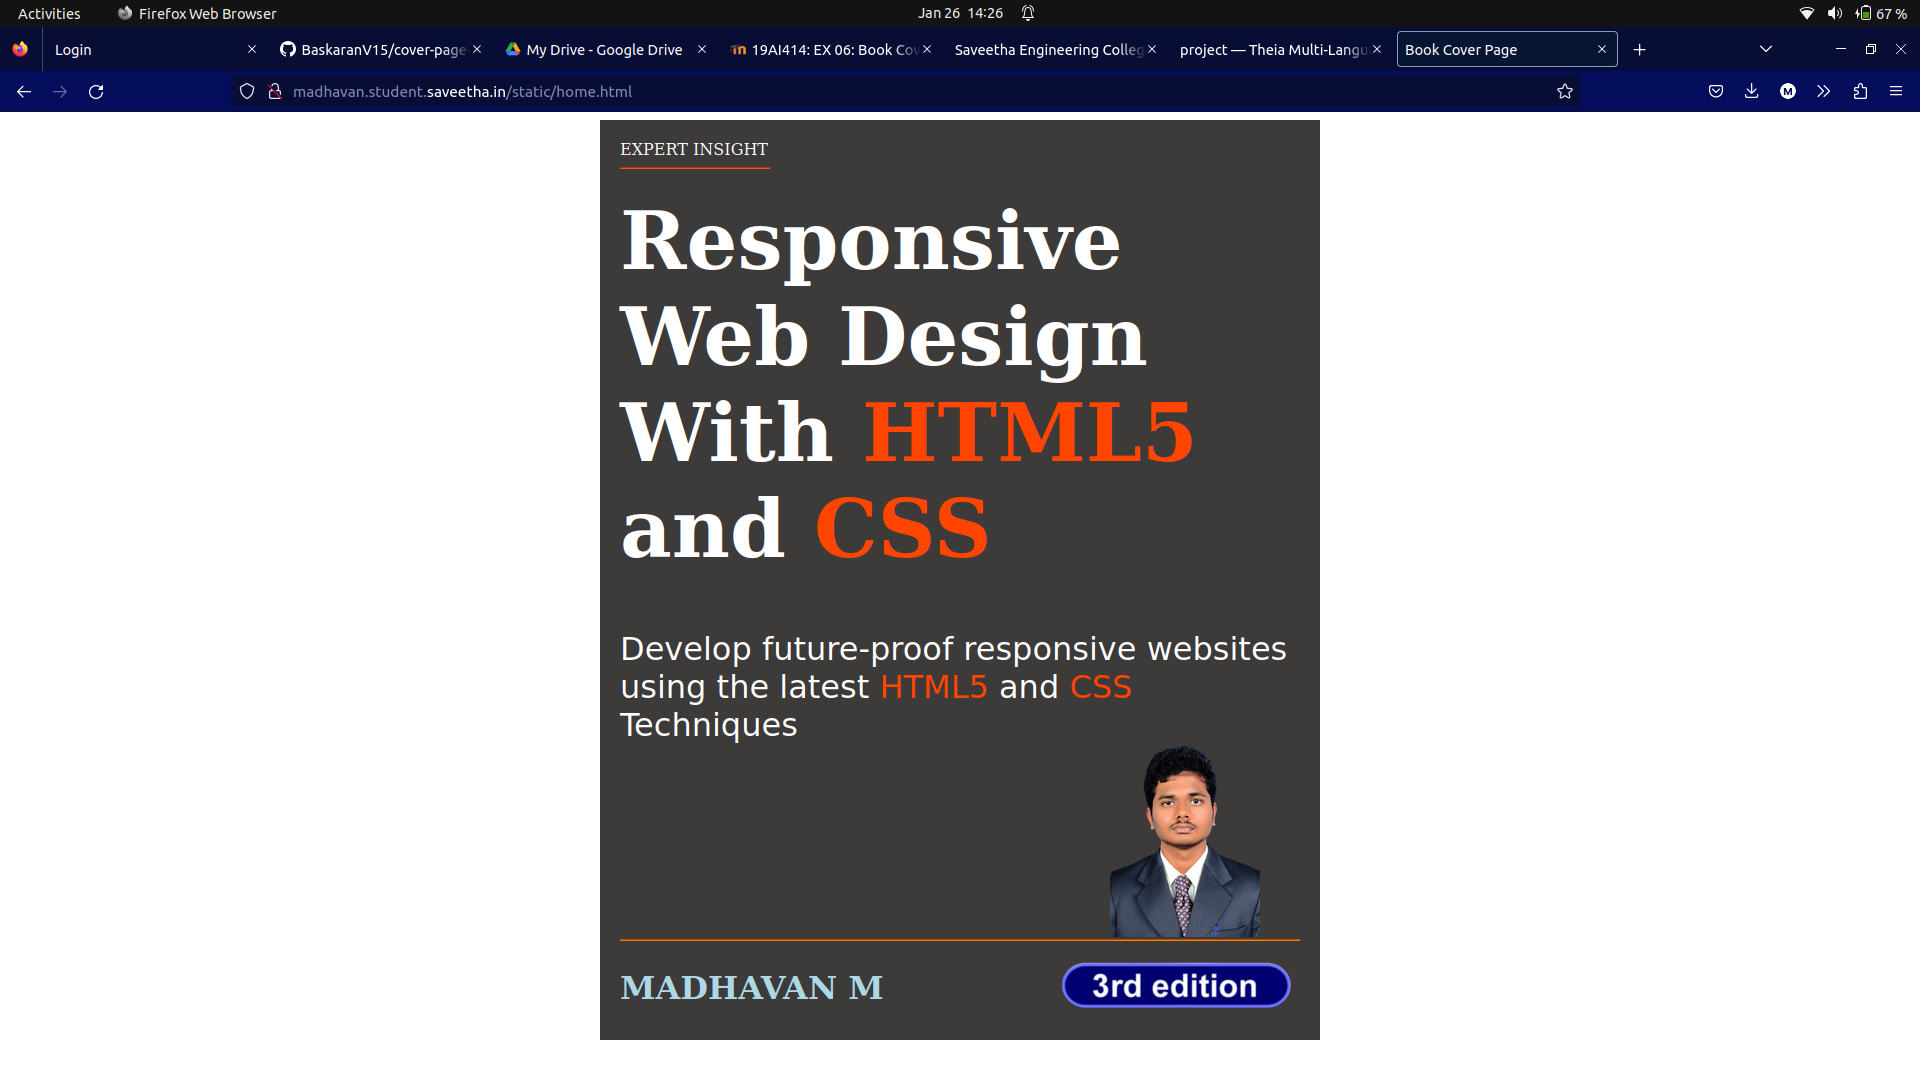 Activities
Firefox Web Browser
Jan 26 14:26
67 %
Login
BaskaranV15/cover-page
My Drive - Google Drive
19AI414: EX 06: Book Cov
Saveetha Engineering Colleg
project — Theia Multi-Langu
Book Cover Page
madhavan.student.saveetha.in/static/home.html
M
EXPERT INSIGHT
Responsive
Web Design
With HTML5
and CSS
Develop future-proof responsive websites
using the latest HTML5 and CSS
Techniques
MADHAVAN M
3rd edition